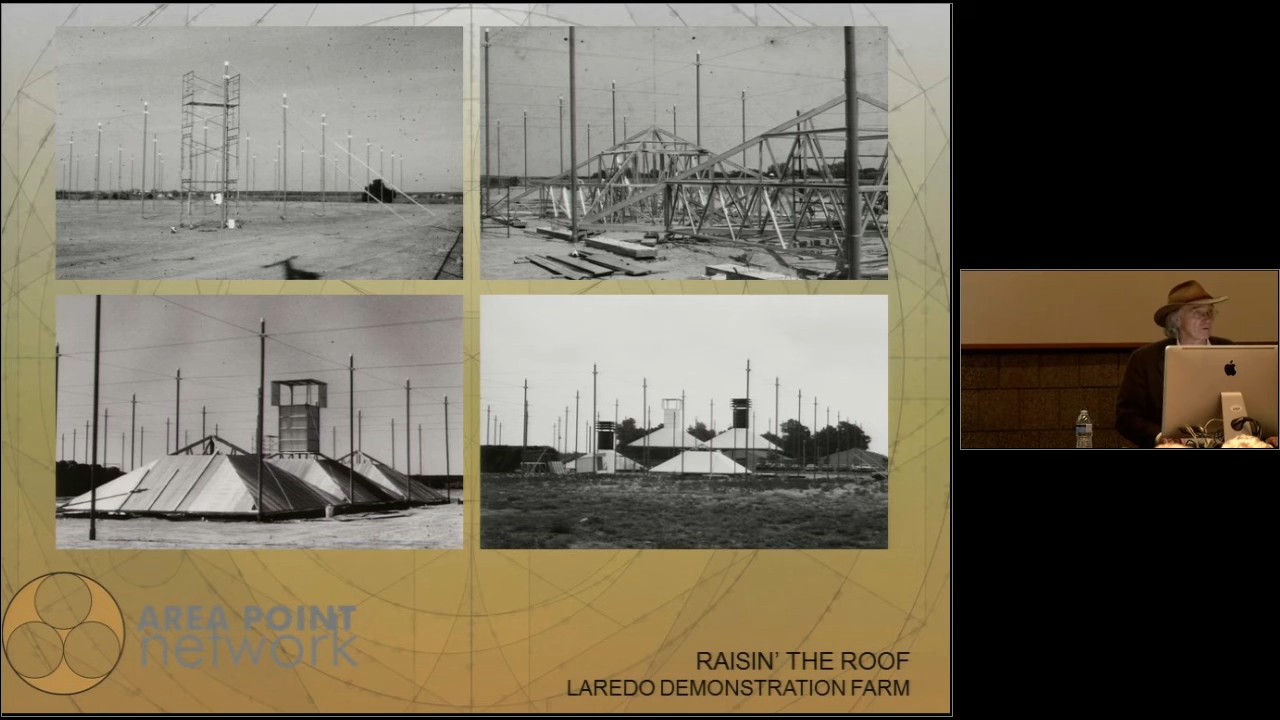 AREA POINT
network
RAISIN’ THE ROOF
LAREDO DEMONSTRATION FARM